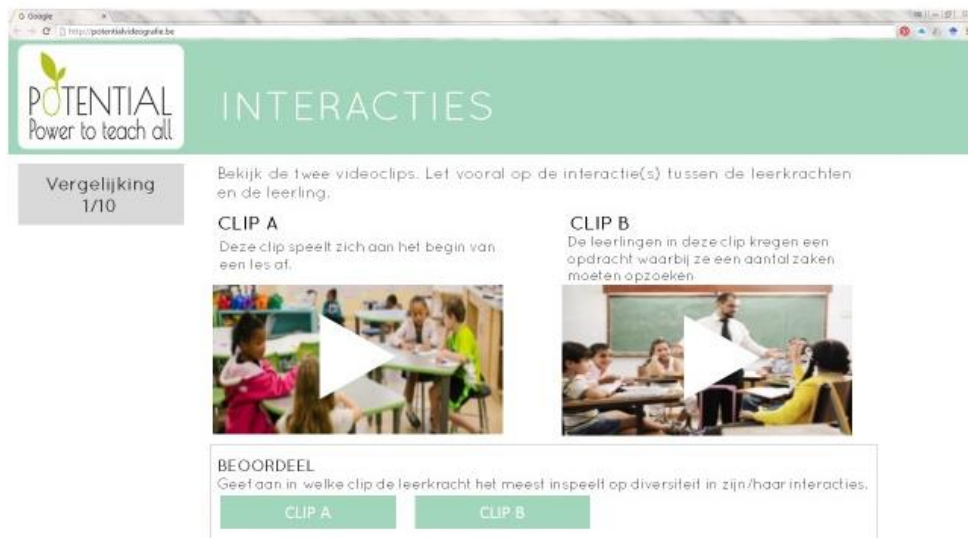 Google
http://potentialvideografie.be
POTENTIAL
Power to teach all
INTERACTIES
Vergelijking
1/10
Bekijk de twee videoclips. Let vooral op de interactie(s) tussen de leerkrachten
en de leerling.
CLIP A
Deze clip speelt zich aan het begin van
een les af.
CLIP B
De leerlingen in deze clip kregen een
opdracht waarbij ze een aantal zaken
moeten opzoeken
BEOORDEEL
Geef aan in welke clip de leerkracht het meest inspeelt op diversiteit in zijn/haar interacties.
CLIP A
CLIP B